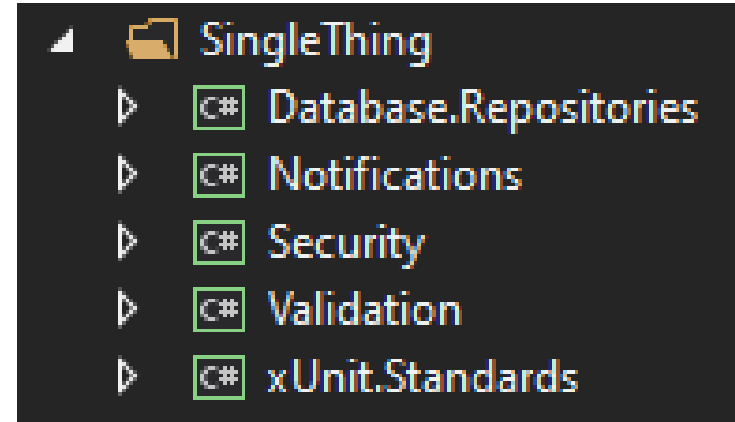 SingleThing
C# Database.Repositories
C# Notifications
C# Security
C# Validation
C# xUnit.Standards